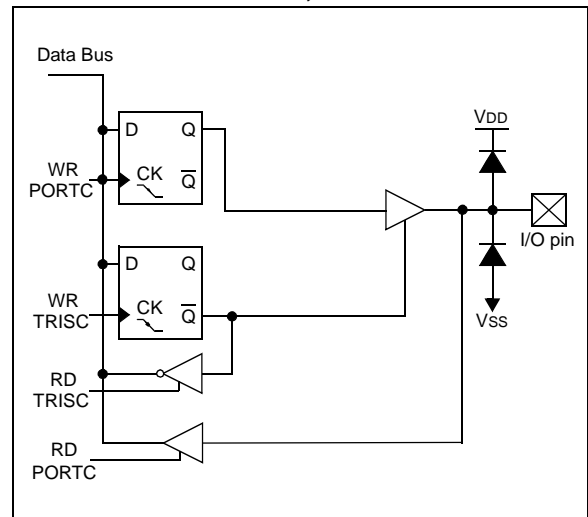 Data Bus
D Q
VDD
WR
PORTC
CK
Q
I/O pin
D Q
WR
TRISC
CK
Q
VSS
RD
TRISC
RD
PORTC